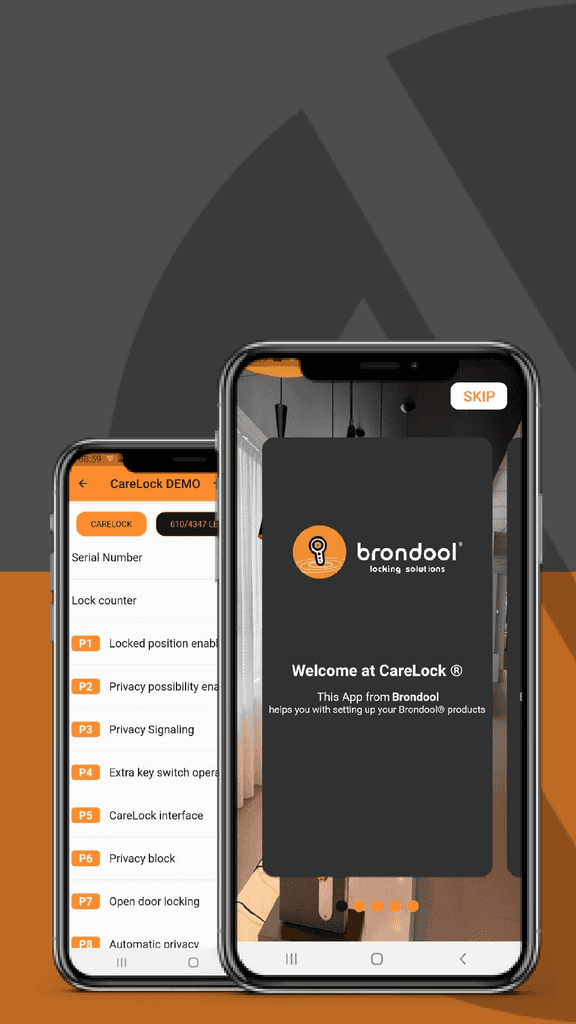 08:59
CareLock DEMO
CARELOCK
610/4347 LE
Serial Number
Lock counter
P1 Locked position enabl
P2 Privacy possibility ena
P3 Privacy Signaling
P4 Extra key switch opera
P5 CareLock interface
P6 Privacy block
P7 Open door locking
P8 Automatic privacy
SKIP
brondool®
locking solutions
Welcome at CareLock ®
This App from Brondool
helps you with setting up your Brondool® products